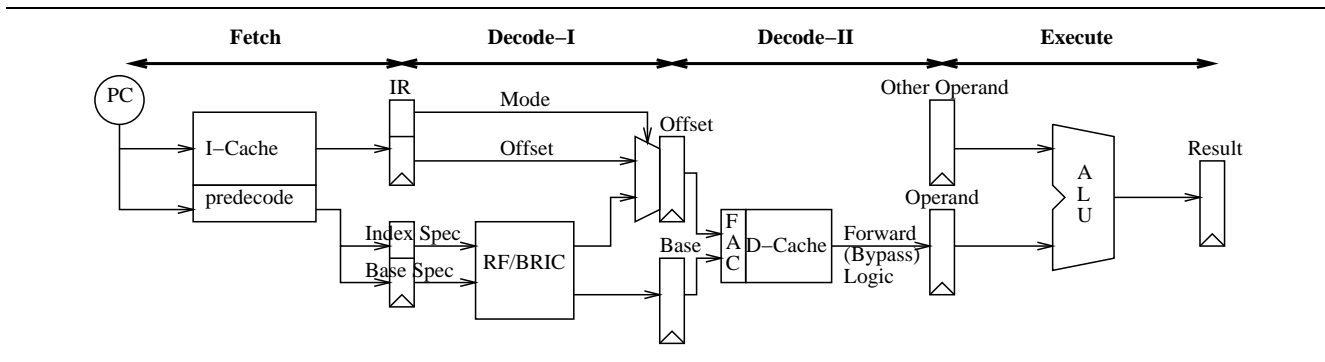 Fetch
Decode–I
Decode–II
Execute
PC
IR
Mode
Other Operand
Offset
I–Cache
Offset
Result
predecode
Operand
A
L
U
Index Spec
Base Spec
RF/BRIC
Base
F
A
C
D–Cache
Forward
(Bypass)
Logic